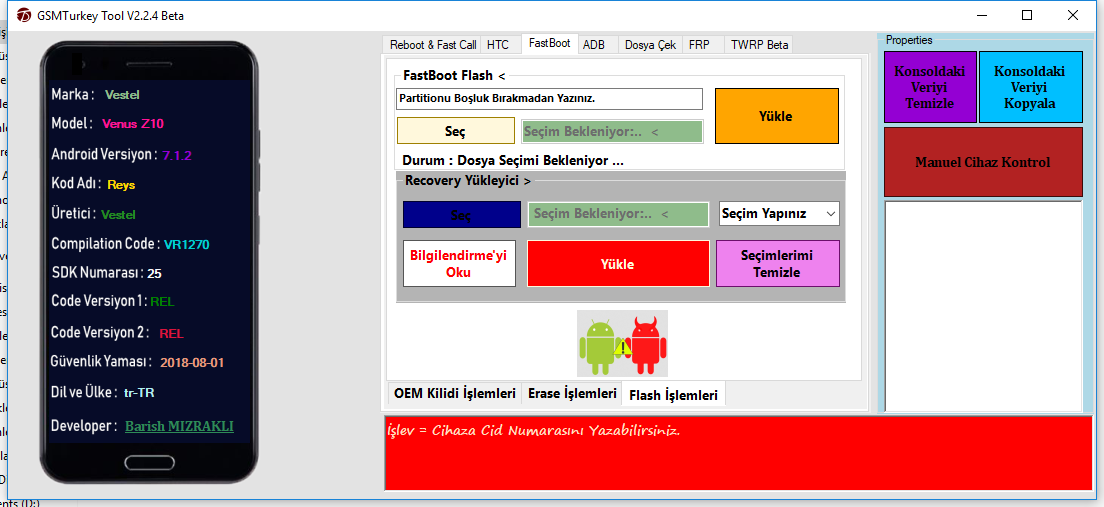 GSMTurkey Tool V2.2.4 Beta
Marka : Vestel
Model : Venus Z10
Android Versiyon : 7.1.2
Kod Adı : Reys
Üretici : Vestel
Compilation Code : VR1270
SDK Numarası : 25
Code Versiyon 1 : REL
Code Versiyon 2 : REL
Güvenlik Yaması : 2018-08-01
Dil ve Ülke : tr-TR
Developer : Barish MIZRAKLI
Reboot & Fast Call HTC FastBoot ADB Dosya Çek FRP TWRP Beta
FastBoot Flash <
Partitionu Boşluk Bırakmadan Yazınız.
Seç
Seçim Bekleniyor:.. <
Yükle
Durum : Dosya Seçimi Bekleniyor ...
Recovery Yükleyici >
Seç
Seçim Bekleniyor:.. <
Seçim Yapınız
Bilgilendirme'yi
Oku
Yükle
Seçimlerimi
Temizle
OEM Kilidi İşlemleri Erase İşlemleri Flash İşlemleri
İşlev = Cihaza Cid Numarasını Yazabilirsiniz.
Properties
Konsoldaki
Veriyi
Temizle
Konsoldaki
Veriyi
Kopyala
Manuel Cihaz Kontrol
ents (D:)